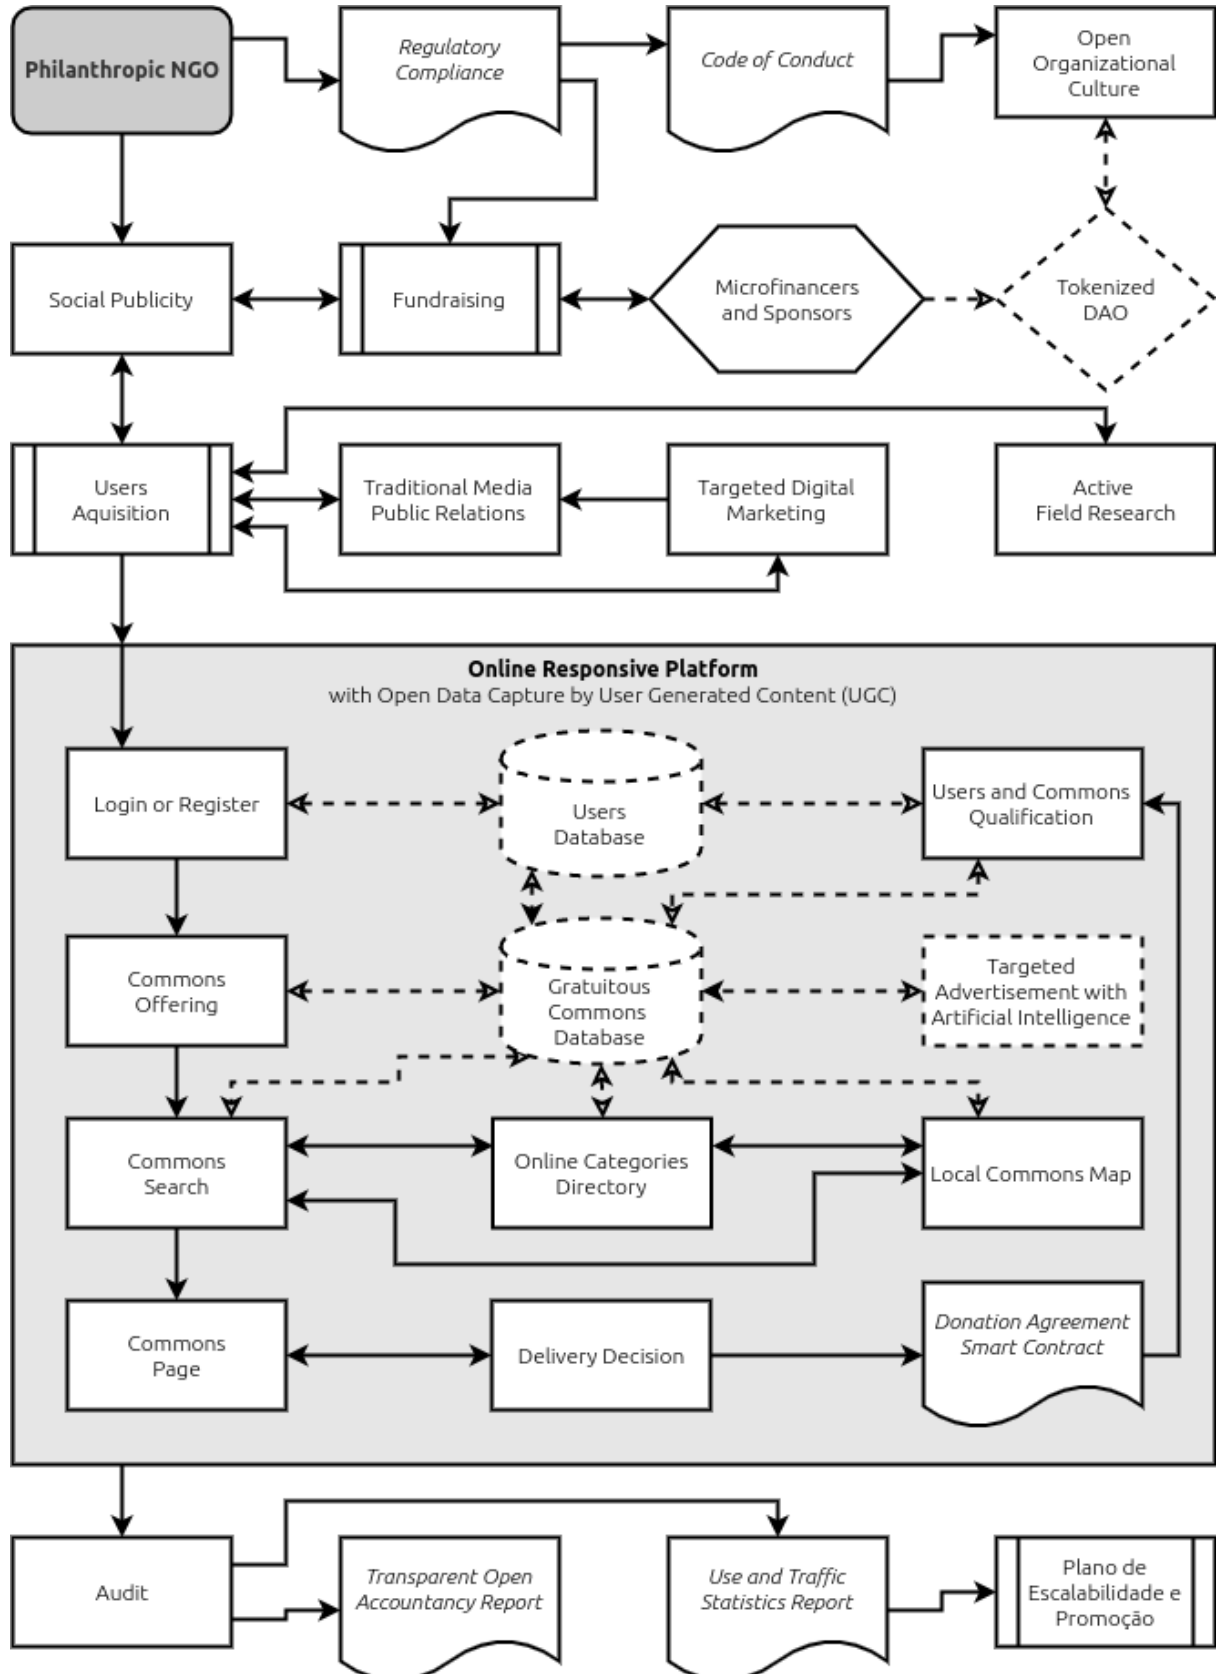 Philanthropic NGO
Regulatory
Compliance
Code of Conduct
Open
Organizational
Culture
Social Publicity
Fundraising
Microfinancers
and Sponsors
Tokenized
DAO
Users
Aquisition
Traditional Media
Public Relations
Targeted Digital
Marketing
Active
Field Research
Online Responsive Platform
with Open Data Capture by User Generated Content (UGC)
Login or Register
Users
Database
Users and Commons
Qualification
Commons
Offering
Gratuitous
Commons
Database
Targeted
Advertisement with
Artificial Intelligence
Commons
Search
Online Categories
Directory
Local Commons Map
Commons
Page
Delivery Decision
Donation Agreement
Smart Contract
Audit
Transparent Open
Accountancy Report
Use and Traffic
Statistics Report
Plano de
Escalabilidade e
Promoção